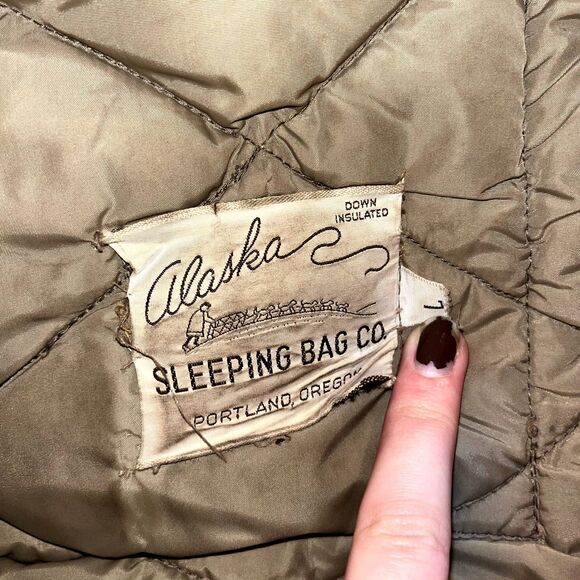 DOWN
INSULATED
Alaska
SLEEPING BAG CO.
PORTLAND, OREGON
L